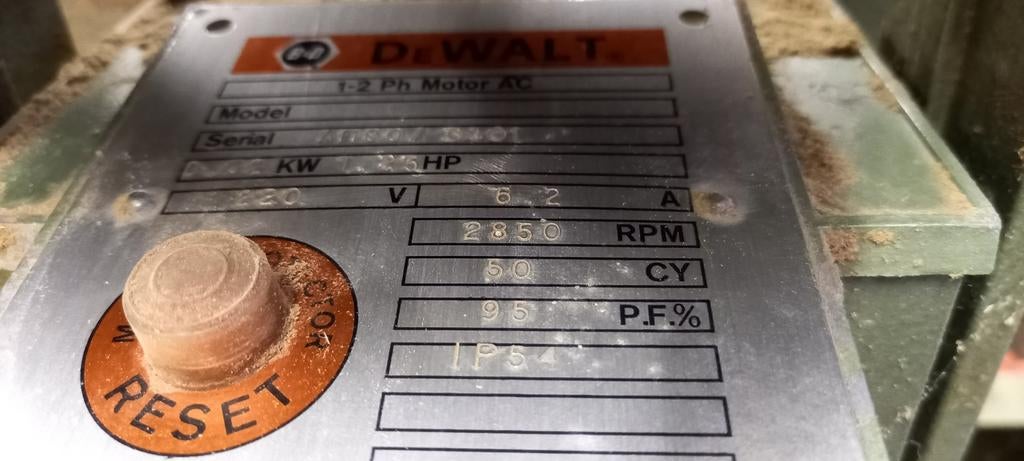 DeWALT®
1-2 Ph Motor AC
Model
Serial
KW HP
220 V 6.2 A
2850 RPM
50 CY
95 P.F.%
IP54
RESET